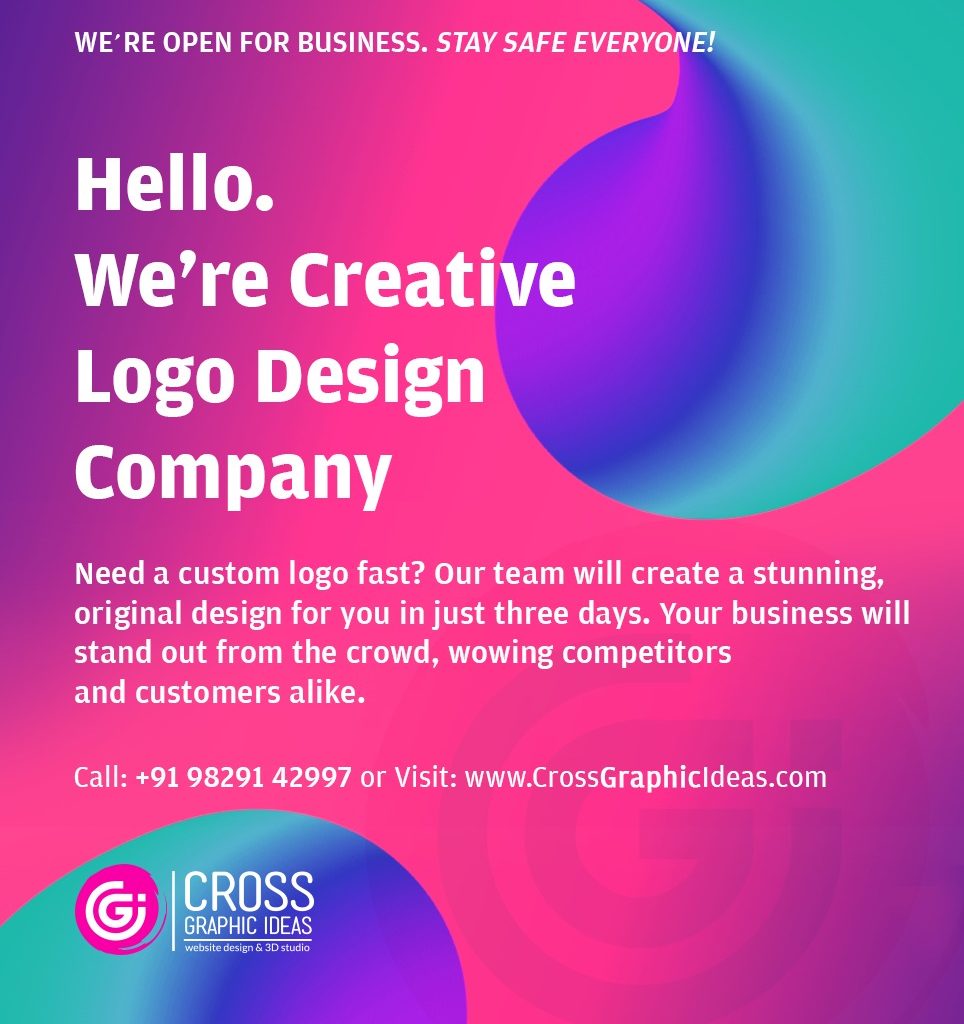 WE'RE OPEN FOR BUSINESS. STAY SAFE EVERYONE!
Hello.
We're Creative
Logo Design
Company
Need a custom logo fast? Our team will create a stunning,
original design for you in just three days. Your business will
stand out from the crowd, wowing competitors
and customers alike.
Call: +91 98291 42997 or Visit: www.CrossGraphicIdeas.com
CROSS
GRAPHIC IDEAS
website design & 3D studio